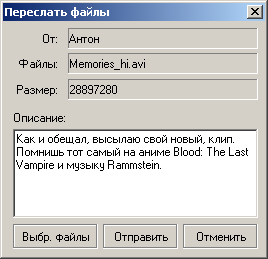 Переслать файлы
От: Антон
Файлы: Memories_hi.avi
Размер: 28897280
Описание:
Как и обещал, высылаю свой новый, клип.
Помнишь тот самый на аниме Blood: The Last
Vampire и музыку Rammstein.
Выбр. файлы Отправить Отменить